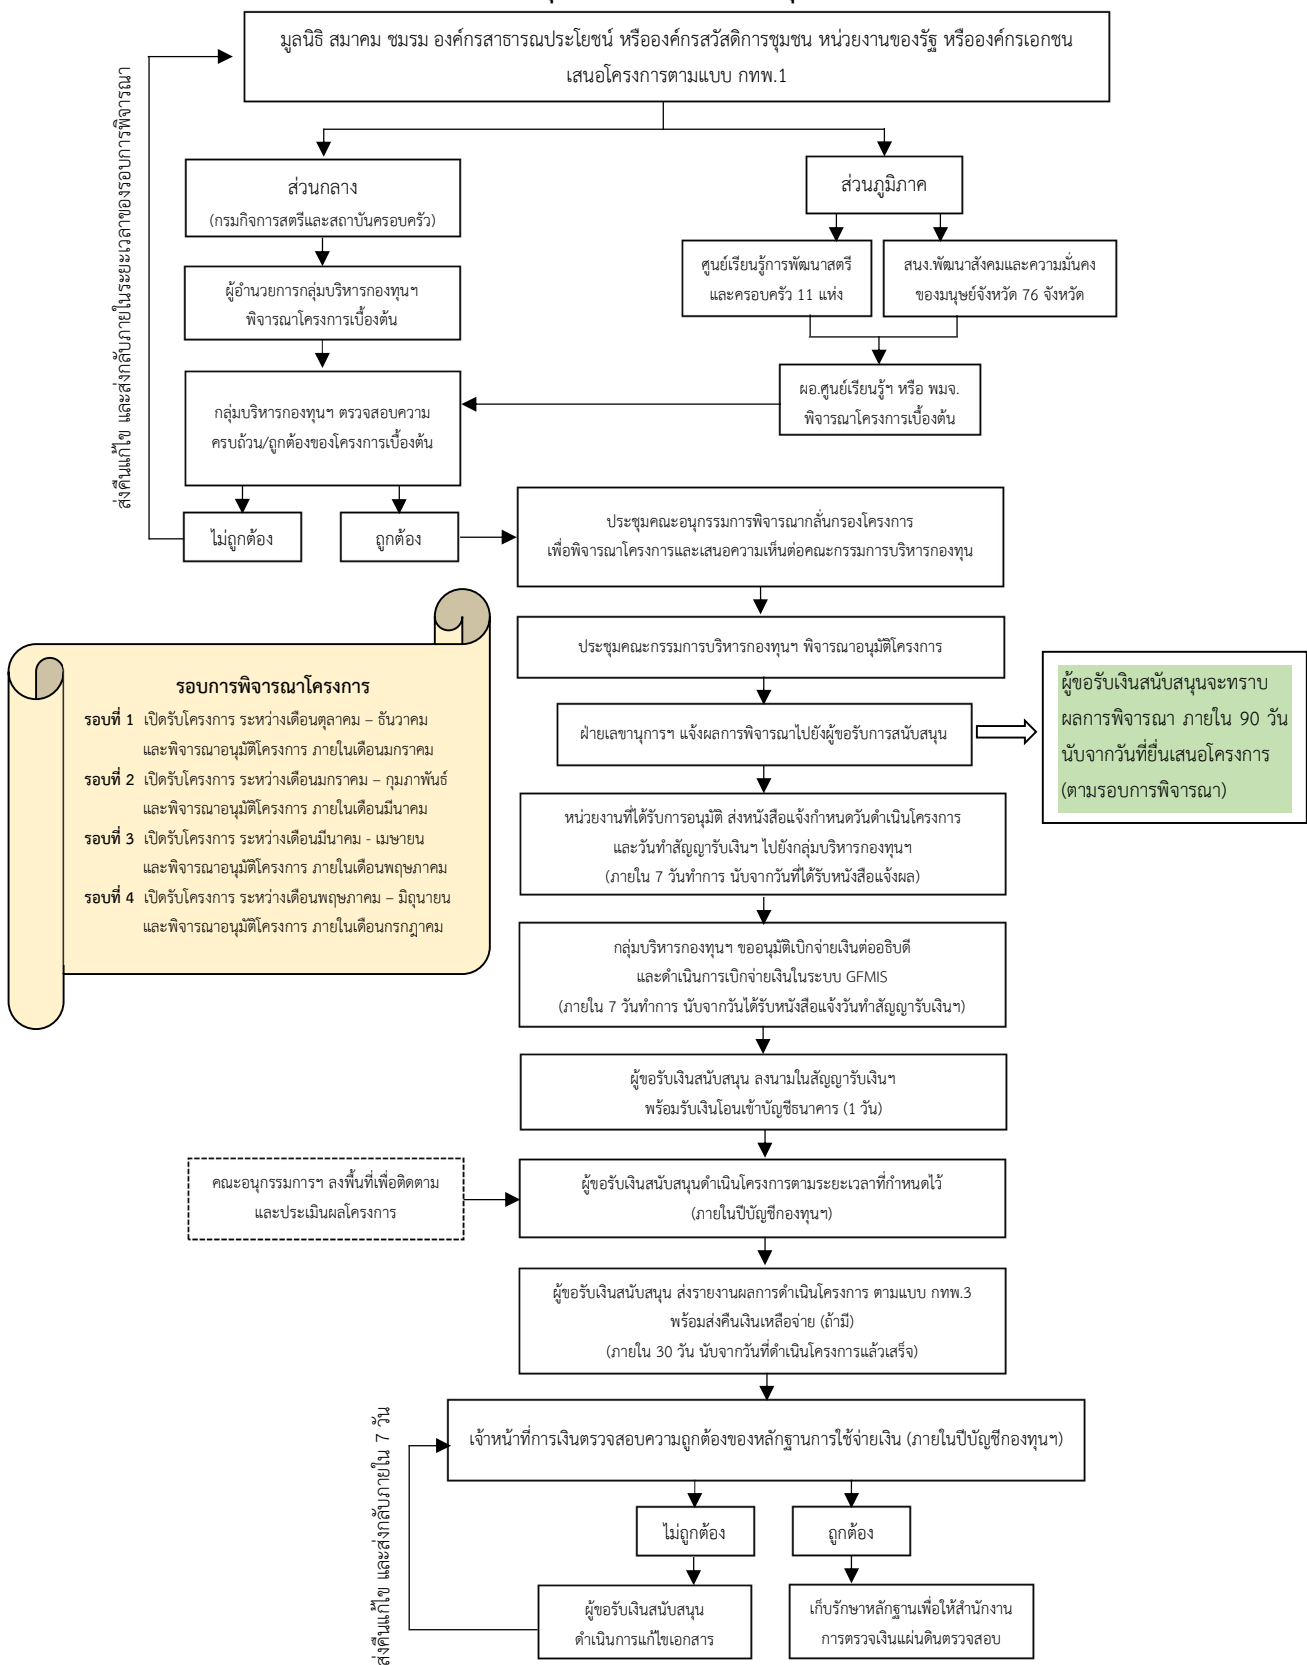 มูลนิธิ สมาคม ชมรม องค์กรสาธารณประโยชน์ หรือองค์กรสวัสดิการชุมชน หน่วยงานของรัฐ หรือองค์กรเอกชน
เสนอโครงการตามแบบ กทพ.1
ส่งคืนแก้ไข และส่งกลับภายในระยะเวลาของรอบการพิจารณา
ส่วนกลาง
(กรมกิจการสตรีและสถาบันครอบครัว)
ส่วนภูมิภาค
ผู้อำนวยการกลุ่มบริหารกองทุนฯ
พิจารณาโครงการเบื้องต้น
ศูนย์เรียนรู้การพัฒนาสตรี
และครอบครัว 11 แห่ง
สนง.พัฒนาสังคมและความมั่นคง
ของมนุษย์จังหวัด 76 จังหวัด
ผอ.ศูนย์เรียนรู้ฯ หรือ พมจ.
พิจารณาโครงการเบื้องต้น
กลุ่มบริหารกองทุนฯ ตรวจสอบความ
ครบถ้วน/ถูกต้องของโครงการเบื้องต้น
ไม่ถูกต้อง
ถูกต้อง
ประชุมคณะอนุกรรมการพิจารณากลั่นกรองโครงการ
เพื่อพิจารณาโครงการและเสนอความเห็นต่อคณะกรรมการบริหารกองทุน
ประชุมคณะกรรมการบริหารกองทุนฯ พิจารณาอนุมัติโครงการ
ฝ่ายเลขานุการฯ แจ้งผลการพิจารณาไปยังผู้ขอรับการสนับสนุน
ผู้ขอรับเงินสนับสนุนจะทราบ
ผลการพิจารณา ภายใน 90 วัน
นับจากวันที่ยื่นเสนอโครงการ
(ตามรอบการพิจารณา)
รอบการพิจารณาโครงการ
รอบที่ 1 เปิดรับโครงการ ระหว่างเดือนตุลาคม – ธันวาคม
และพิจารณาอนุมัติโครงการ ภายในเดือนมกราคม
รอบที่ 2 เปิดรับโครงการ ระหว่างเดือนมกราคม – กุมภาพันธ์
และพิจารณาอนุมัติโครงการ ภายในเดือนมีนาคม
รอบที่ 3 เปิดรับโครงการ ระหว่างเดือนมีนาคม - เมษายน
และพิจารณาอนุมัติโครงการ ภายในเดือนพฤษภาคม
รอบที่ 4 เปิดรับโครงการ ระหว่างเดือนพฤษภาคม – มิถุนายน
และพิจารณาอนุมัติโครงการ ภายในเดือนกรกฎาคม
หน่วยงานที่ได้รับการอนุมัติ ส่งหนังสือแจ้งกำหนดวันดำเนินโครงการ
และวันทำสัญญารับเงินฯ ไปยังกลุ่มบริหารกองทุนฯ
(ภายใน 7 วันทำการ นับจากวันที่ได้รับหนังสือแจ้งผล)
กลุ่มบริหารกองทุนฯ ขออนุมัติเบิกจ่ายเงินต่ออธิบดี
และดำเนินการเบิกจ่ายเงินในระบบ GFMIS
(ภายใน 7 วันทำการ นับจากวันได้รับหนังสือแจ้งวันทำสัญญารับเงินฯ)
ผู้ขอรับเงินสนับสนุน ลงนามในสัญญารับเงินฯ
พร้อมรับเงินโอนเข้าบัญชีธนาคาร (1 วัน)
คณะอนุกรรมการฯ ลงพื้นที่เพื่อติดตาม
และประเมินผลโครงการ
ผู้ขอรับเงินสนับสนุนดำเนินโครงการตามระยะเวลาที่กำหนดไว้
(ภายในปีบัญชีกองทุนฯ)
ผู้ขอรับเงินสนับสนุน ส่งรายงานผลการดำเนินโครงการ ตามแบบ กทพ.3
พร้อมส่งคืนเงินเหลือจ่าย (ถ้ามี)
(ภายใน 30 วัน นับจากวันที่ดำเนินโครงการแล้วเสร็จ)
เจ้าหน้าที่การเงินตรวจสอบความถูกต้องของหลักฐานการใช้จ่ายเงิน (ภายในปีบัญชีกองทุนฯ)
ส่งคืนแก้ไข และส่งกลับภายใน 7 วัน
ไม่ถูกต้อง
ถูกต้อง
ผู้ขอรับเงินสนับสนุน
ดำเนินการแก้ไขเอกสาร
เก็บรักษาหลักฐานเพื่อให้สำนักงาน
การตรวจเงินแผ่นดินตรวจสอบ